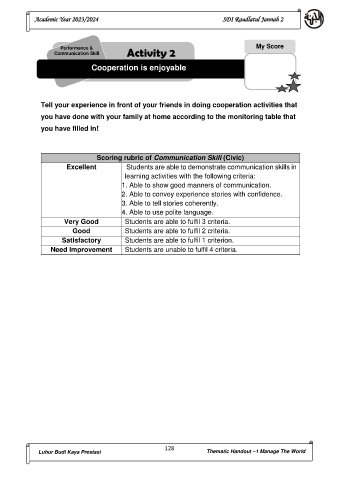 Academic Year 2023/2024
SDI Raudlatul Jannah 2
Performance &
Communication Skill
Activity 2
My Score
Cooperation is enjoyable
Tell your experience in front of your friends in doing cooperation activities that
you have done with your family at home according to the monitoring table that
you have filled in!
Scoring rubric of Communication Skill (Civic)
Excellent Students are able to demonstrate communication skills in
learning activities with the following criteria:
1. Able to show good manners of communication.
2. Able to convey experience stories with confidence.
3. Able to tell stories coherently.
4. Able to use polite language.
Very Good Students are able to fulfil 3 criteria.
Good Students are able to fulfil 2 criteria.
Satisfactory Students are able to fulfil 1 criterion.
Need Improvement Students are unable to fulfil 4 criteria.
Luhur Budi Kaya Prestasi
128
Thematic Handout –1 Manage The World